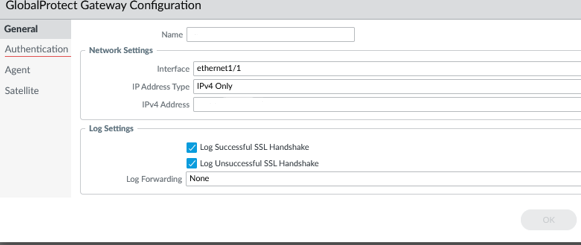 GlobalProtect Gateway Configuration
General
Authentication
Agent
Satellite
Name
Network Settings
Interface ethernet1/1
IP Address Type IPv4 Only
IPv4 Address
Log Settings
Log Successful SSL Handshake
Log Unsuccessful SSL Handshake
Log Forwarding None
OK